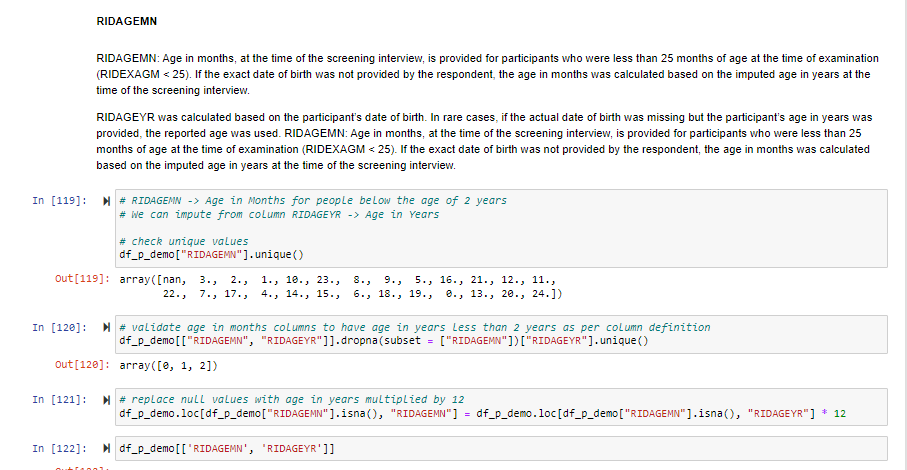 RIDAGEMN
RIDAGEMN: Age in months, at the time of the screening interview, is provided for participants who were less than 25 months of age at the time of examination
(RIDEXAGM < 25). If the exact date of birth was not provided by the respondent, the age in months was calculated based on the imputed age in years at the
time of the screening interview.
RIDAGEYR was calculated based on the participant's date of birth. In rare cases, if the actual date of birth was missing but the participant's age in years was
provided, the reported age was used. RIDAGEMN: Age in months, at the time of the screening interview, is provided for participants who were less than 25
months of age at the time of examination (RIDEXAGM < 25). If the exact date of birth was not provided by the respondent, the age in months was calculated
based on the imputed age in years at the time of the screening interview.
In [119]: # RIDAGEMN -> Age in Months for people below the age of 2 years
# We can impute from column RIDAGEYR -> Age in Years
# check unique values
df_p_demo["RIDAGEMN"].unique()
Out[119]: array([nan, 3., 2., 1., 10., 23., 8., 9., 5., 16., 21., 12., 11.,
22., 7., 17., 4., 14., 15., 6., 18., 19., 0., 13., 20., 24.])
In [120]: # validate age in months columns to have age in years less than 2 years as per column definition
df_p_demo[["RIDAGEMN", "RIDAGEYR"]].dropna(subset = ["RIDAGEMN"])["RIDAGEYR"].unique()
Out[120]: array([0, 1, 2])
In [121]: # replace null values with age in years multiplied by 12
df_p_demo.loc[df_p_demo["RIDAGEMN"].isna(), "RIDAGEMN"] = df_p_demo.loc[df_p_demo["RIDAGEMN"].isna(), "RIDAGEYR"] * 12
In [122]: df_p_demo[['RIDAGEMN', 'RIDAGEYR']]